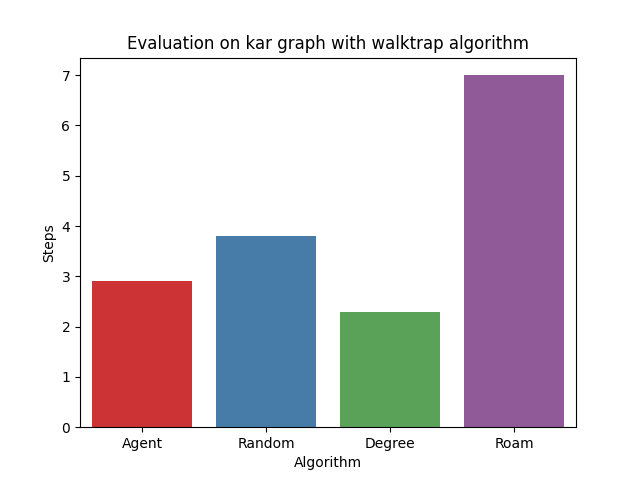 Evaluation on kar graph with walktrap algorithm
7
6
5
4
3
2
1
0
Steps
Agent Random Degree Roam
Algorithm